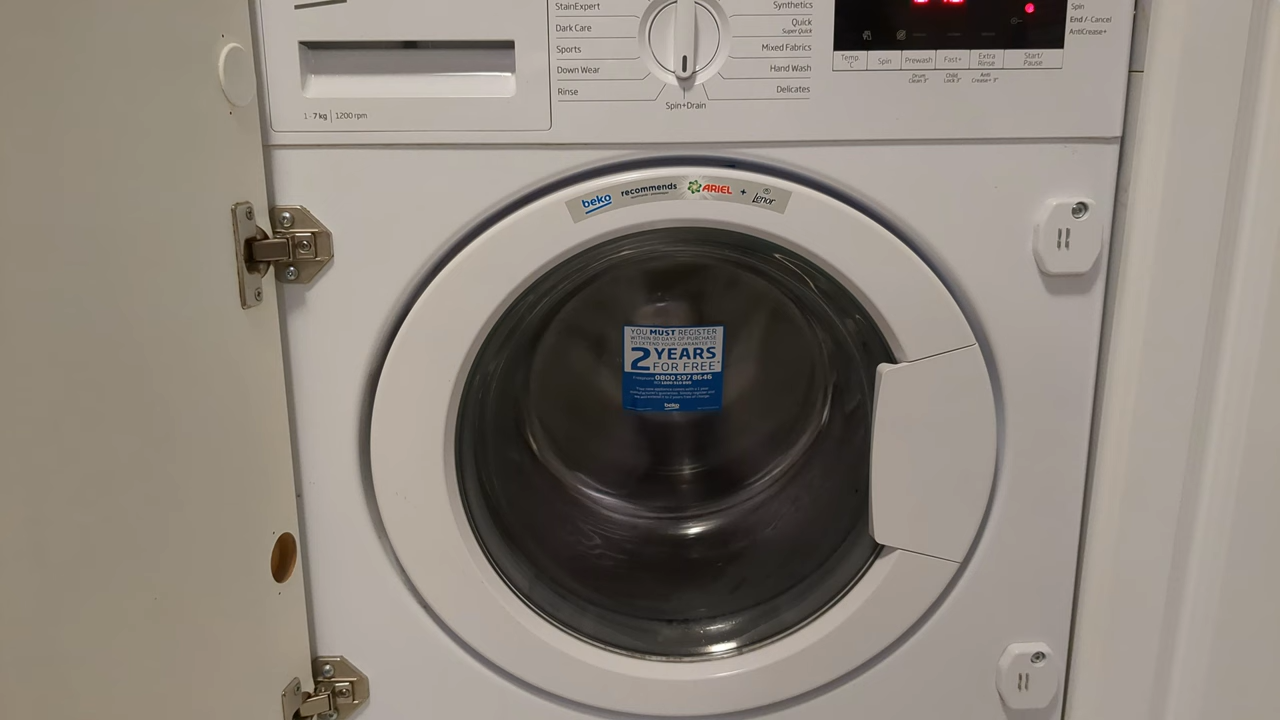 StainExpert
Dark Care
Sports
Down Wear
Rinse
Spin+Drain
Synthetics
Quick
Super Quick
Mixed Fabrics
Hand Wash
Delicates
Spin
End /-Cancel
AntiCrease+
Temp. °C
Spin
Prewash
Fast+
Extra Rinse
Start/ Pause
Drum Clean 3"
Child Lock 3"
Anti Crease+ 3"
1-7 kg | 1200 rpm
beko recommends ARIEL + Lenor
YOU MUST REGISTER
WITHIN 90 DAYS OF PURCHASE
TO EXTEND YOUR GUARANTEE TO
2 YEARS
FOR FREE*
0800 597 8646
beko